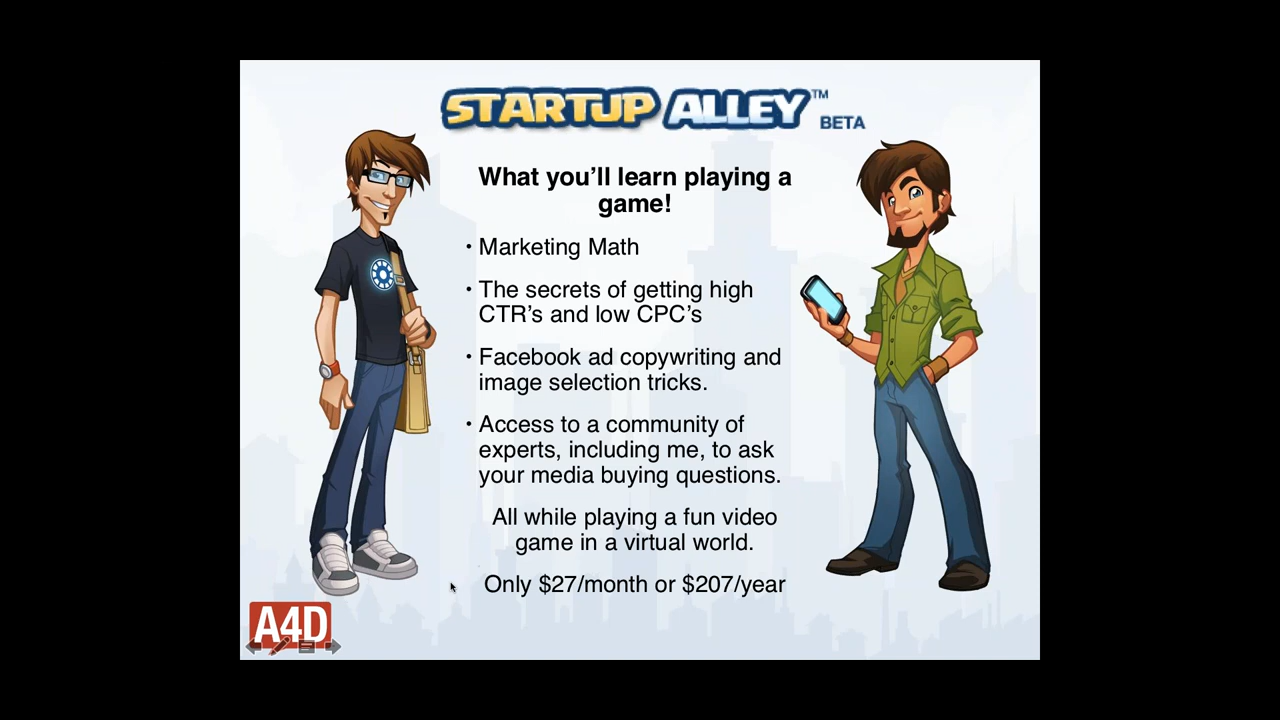 STARTUP ALLEY™ BETA
What you'll learn playing a
game!
• Marketing Math
• The secrets of getting high
CTR's and low CPC's
• Facebook ad copywriting and
image selection tricks.
• Access to a community of
experts, including me, to ask
your media buying questions.
All while playing a fun video
game in a virtual world.
Only $27/month or $207/year
A4D